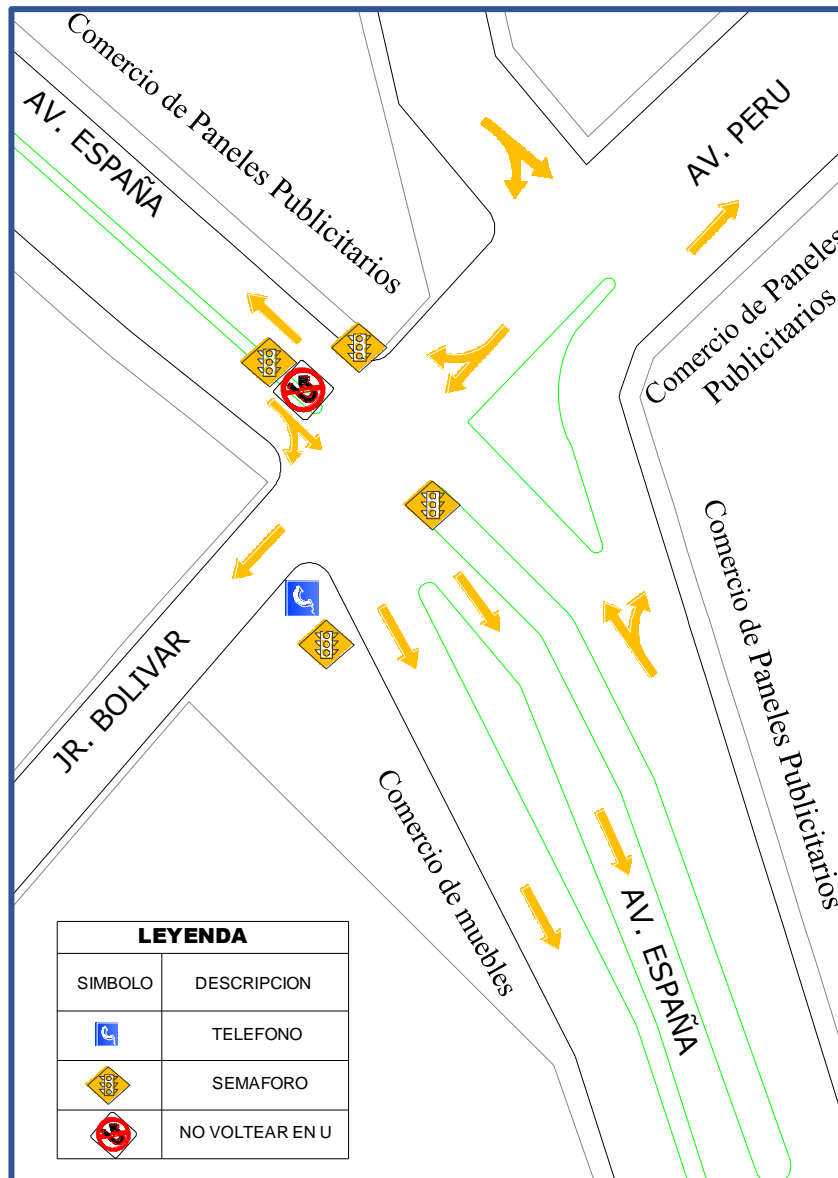 Comercio de Paneles Publicitarios
AV. ESPAÑA
AV. PERU
Comercio de Paneles
Publicitarios
Comercio de Paneles Publicitarios
JR. BOLIVAR
Comercio de muebles
AV. ESPAÑA
LEYENDA
SIMBOLO DESCRIPCION
TELEFONO
SEMAFORO
NO VOLTEAR EN U